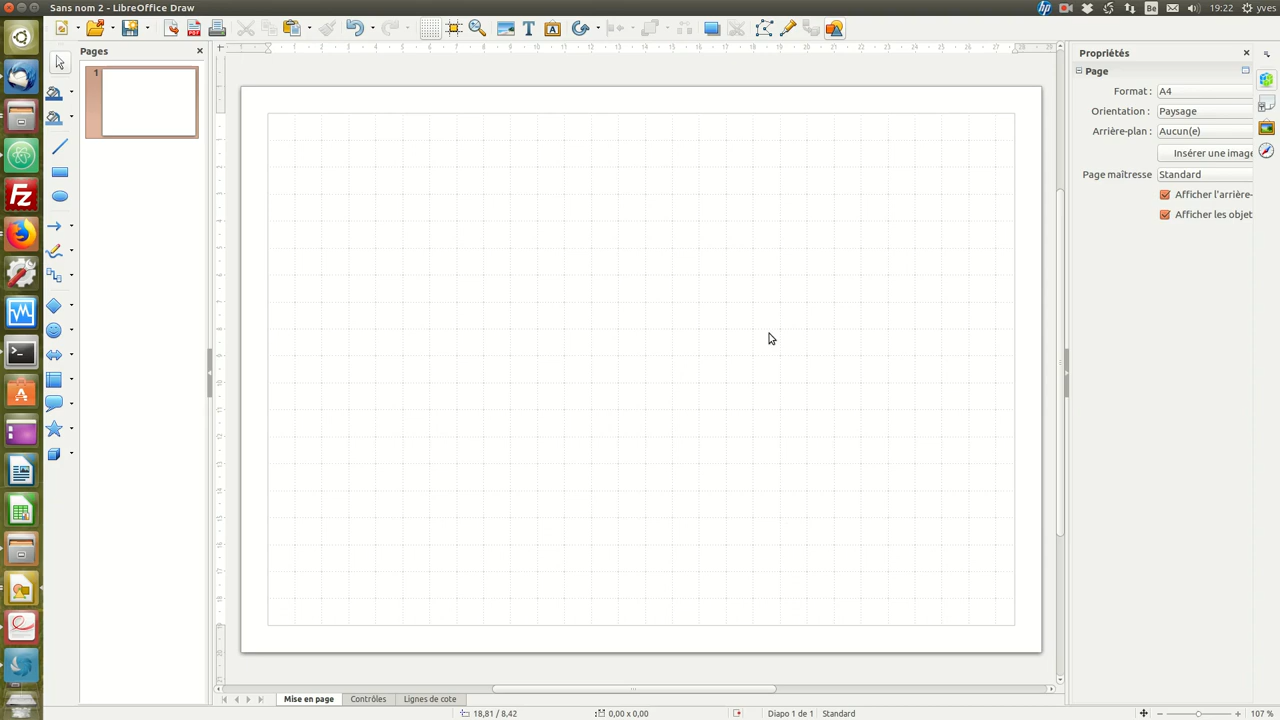 Sans nom 2 - LibreOffice Draw
Be
19:22
Yves
Pages
1
Propriétés
Page
Format :
A4
Orientation :
Paysage
Arrière-plan :
Aucun(e)
Insérer une image
Page maîtresse
Standard
Afficher l'arrière-
Afficher les objet
Mise en page
Contrôles
Lignes de cote
18,81 / 8,42
0,00 x 0,00
Diapo 1 de 1
Standard
107 %